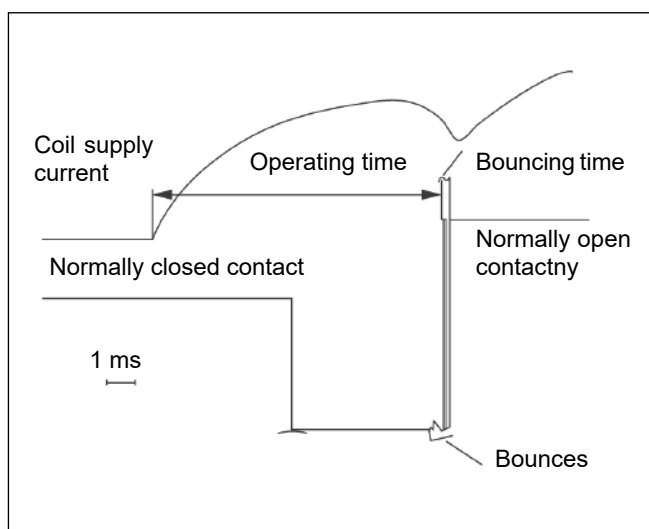 Coil supply
current
Operating time
Bouncing time
Normally closed contact
Normally open
contactny
1 ms
Bounces